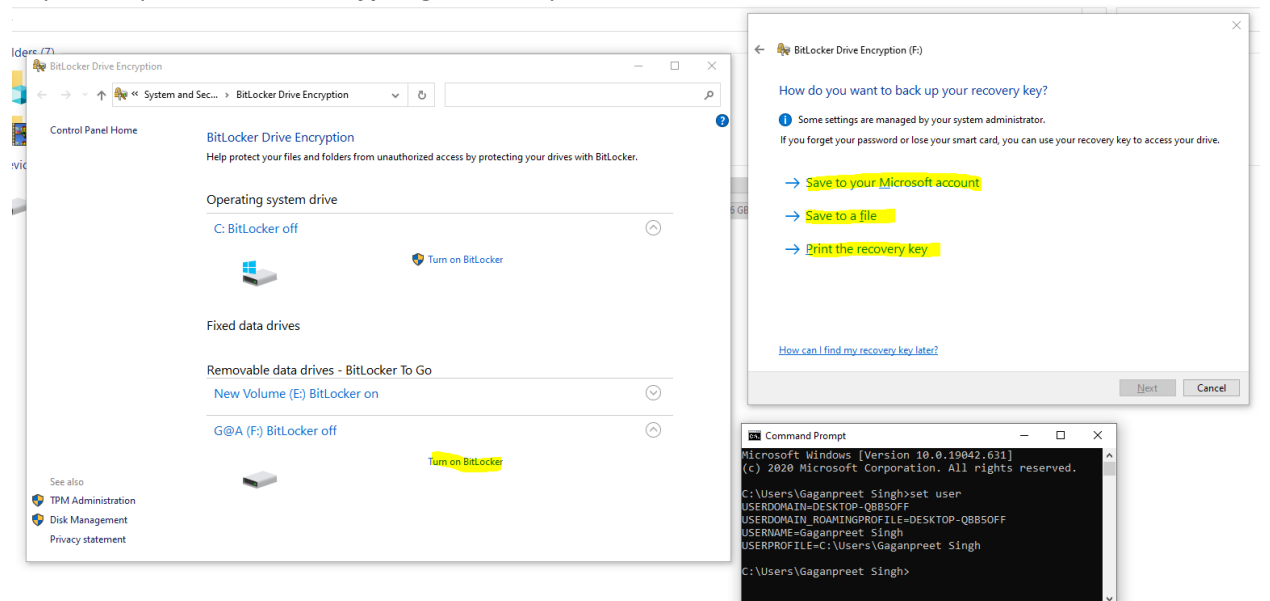 BitLocker Drive Encryption
« System and Sec... › BitLocker Drive Encryption
Control Panel Home
BitLocker Drive Encryption
Help protect your files and folders from unauthorized access by protecting your drives with BitLocker.
Operating system drive
C: BitLocker off
Turn on BitLocker
Fixed data drives
Removable data drives - BitLocker To Go
New Volume (E:) BitLocker on
G@A (F:) BitLocker off
Turn on BitLocker
See also
TPM Administration
Disk Management
Privacy statement
BitLocker Drive Encryption (F:)
How do you want to back up your recovery key?
Some settings are managed by your system administrator.
If you forget your password or lose your smart card, you can use your recovery key to access your drive.
Save to your Microsoft account
Save to a file
Print the recovery key
How can I find my recovery key later?
Next Cancel
Command Prompt
Microsoft Windows [Version 10.0.19042.631]
(c) 2020 Microsoft Corporation. All rights reserved.
C:\Users\Gaganpreet Singh>set user
USERDOMAIN=DESKTOP-QBB5OFF
USERDOMAIN_ROAMINGPROFILE=DESKTOP-QBB5OFF
USERNAME=Gaganpreet Singh
USERPROFILE=C:\Users\Gaganpreet Singh
C:\Users\Gaganpreet Singh>